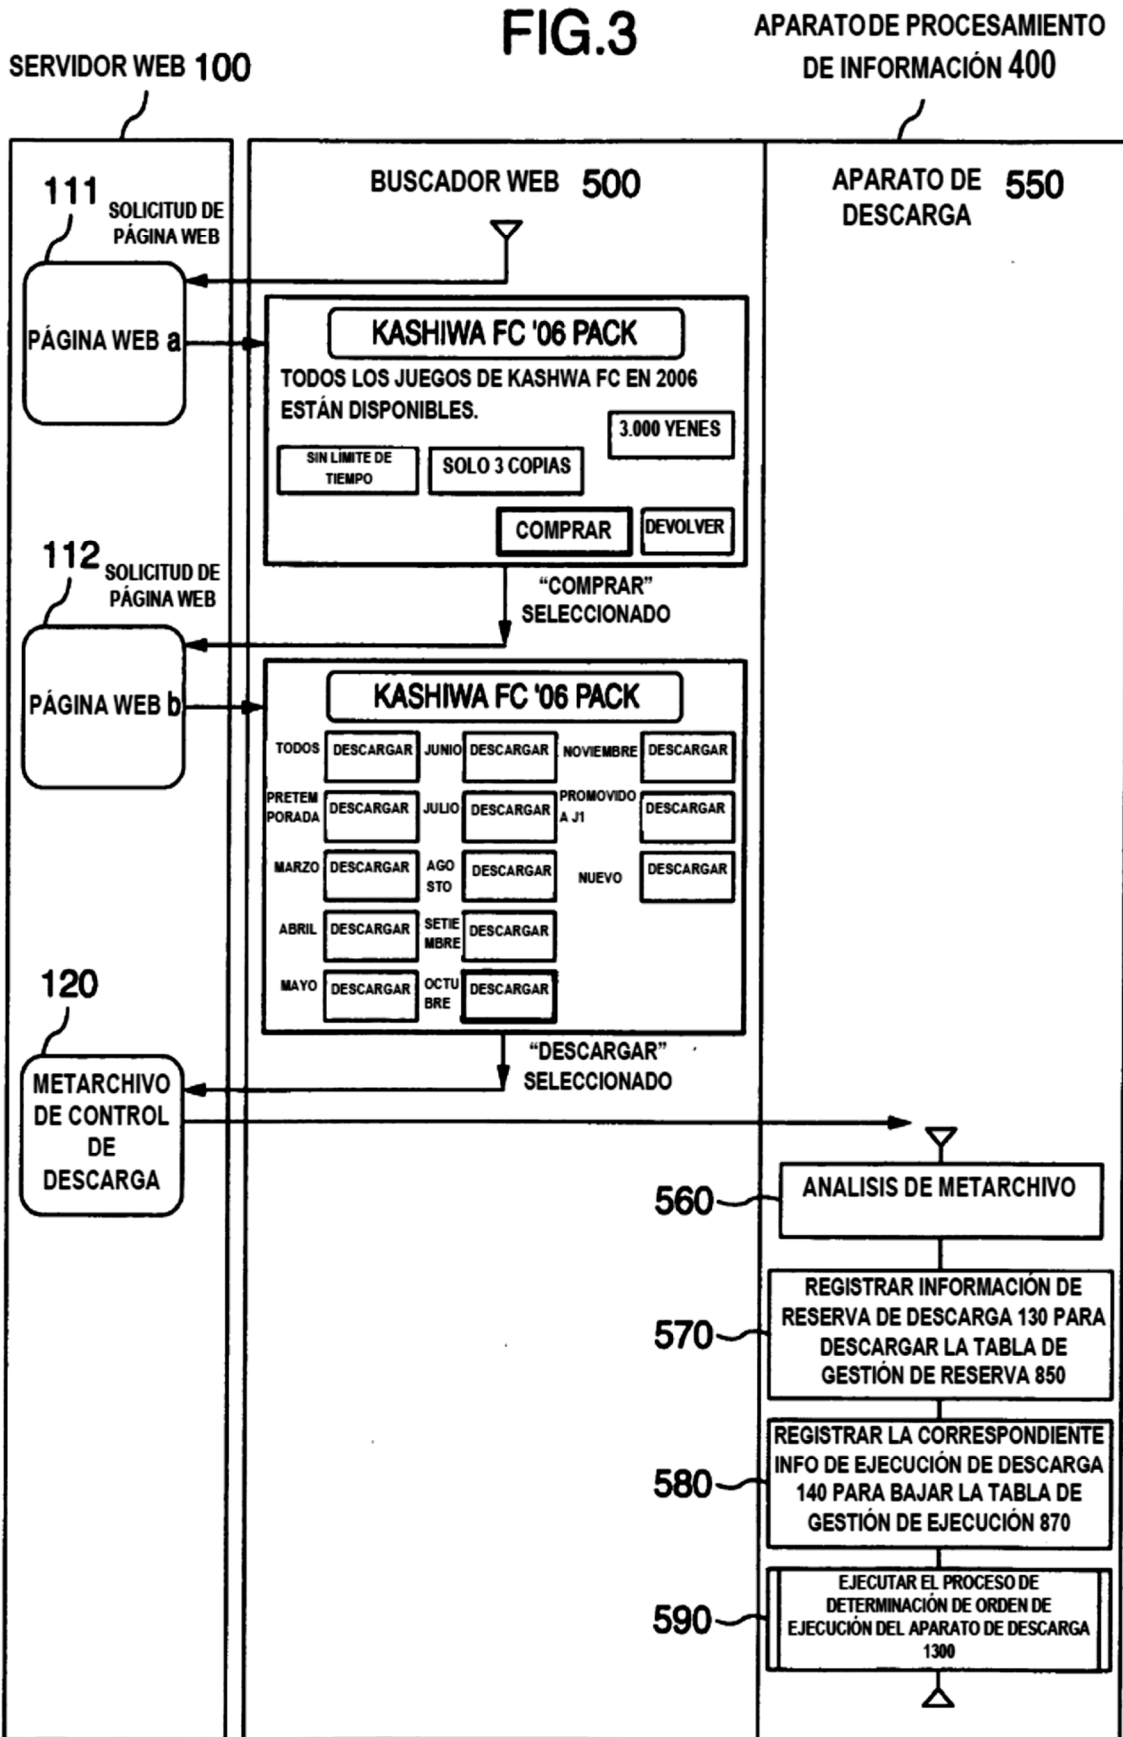 FIG.3
SERVIDOR WEB 100
APARATO DE PROCESAMIENTO
DE INFORMACIÓN 400
BUSCADOR WEB 500
APARATO DE 550
DESCARGA
111
SOLICITUD DE
PÁGINA WEB
PÁGINA WEB a
KASHIWA FC '06 PACK
TODOS LOS JUEGOS DE KASHWA FC EN 2006
ESTÁN DISPONIBLES.
3.000 YENES
SIN LIMITE DE
TIEMPO
SOLO 3 COPIAS
COMPRAR
DEVOLVER
112
SOLICITUD DE
PÁGINA WEB
“COMPRAR”
SELECCIONADO
PÁGINA WEB b
KASHIWA FC '06 PACK
TODOS DESCARGAR JUNIO DESCARGAR NOVIEMBRE DESCARGAR
PRETEM
PORADA
DESCARGAR JULIO DESCARGAR
PROMOVIDO
A J1
DESCARGAR
MARZO DESCARGAR
AGO
STO
DESCARGAR NUEVO DESCARGAR
ABRIL DESCARGAR
SETIE
MBRE
DESCARGAR
MAYO DESCARGAR
OCTU
BRE
DESCARGAR
120
“DESCARGAR”
SELECCIONADO
METARCHIVO
DE CONTROL
DE
DESCARGA
560
ANALISIS DE METARCHIVO
570
REGISTRAR INFORMACIÓN DE
RESERVA DE DESCARGA 130 PARA
DESCARGAR LA TABLA DE
GESTIÓN DE RESERVA 850
580
REGISTRAR LA CORRESPONDIENTE
INFO DE EJECUCIÓN DE DESCARGA
140 PARA BAJAR LA TABLA DE
GESTIÓN DE EJECUCIÓN 870
590
EJECUTAR EL PROCESO DE
DETERMINACIÓN DE ORDEN DE
EJECUCIÓN DEL APARATO DE DESCARGA
1300